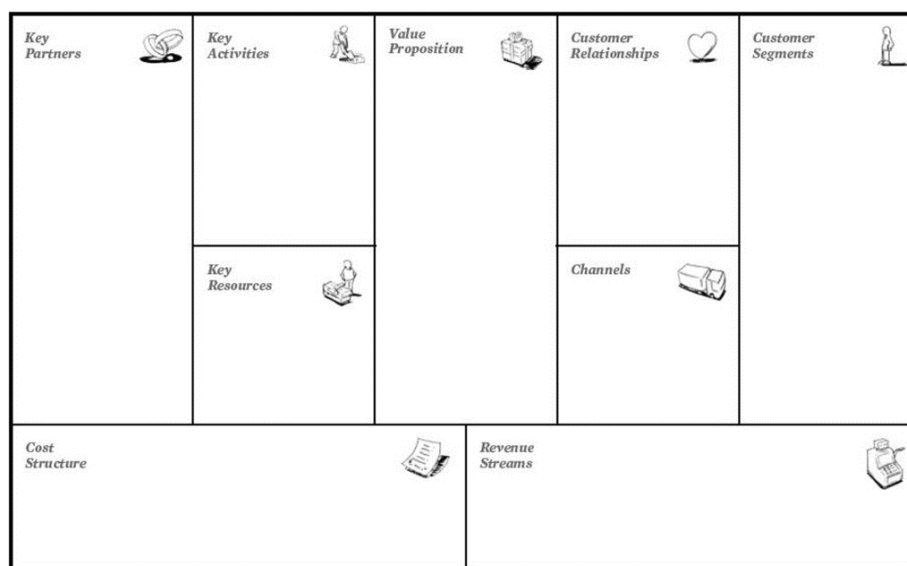 Key
Partners
Key
Activities
Value
Proposition
Customer
Relationships
Customer
Segments
Key
Resources
Channels
Cost
Structure
Revenue
Streams